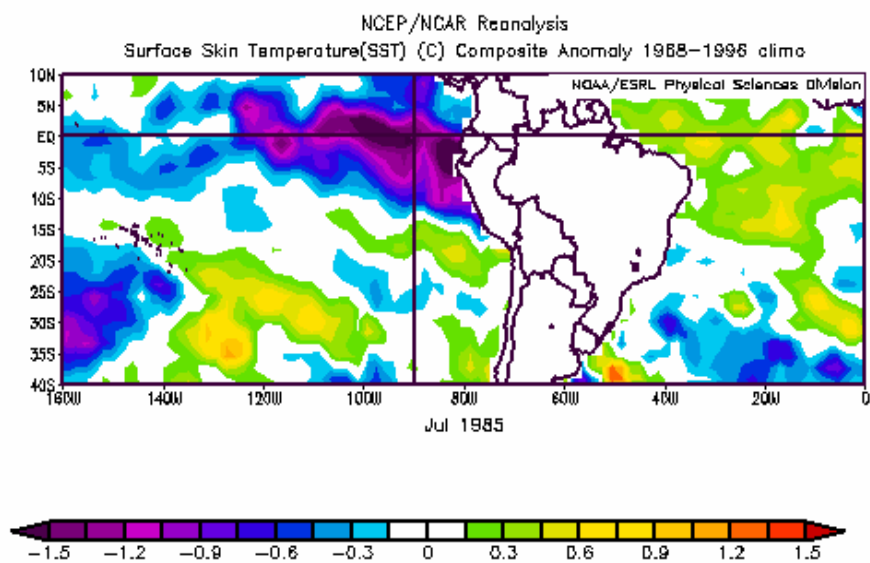 NCEP/NCAR Reanalysis
Surface Skin Temperature(SST) (C) Composite Anomaly 1968-1996 clima
NOAA/ESRL Physical Sciences Division
10N
5N
EQ
5S
10S
15S
20S
25S
30S
35S
40S
160W 140W 120W 100W 80W 60W 40W 20W 0
Jul 1985
-1.5 -1.2 -0.9 -0.6 -0.3 0 0.3 0.6 0.9 1.2 1.5